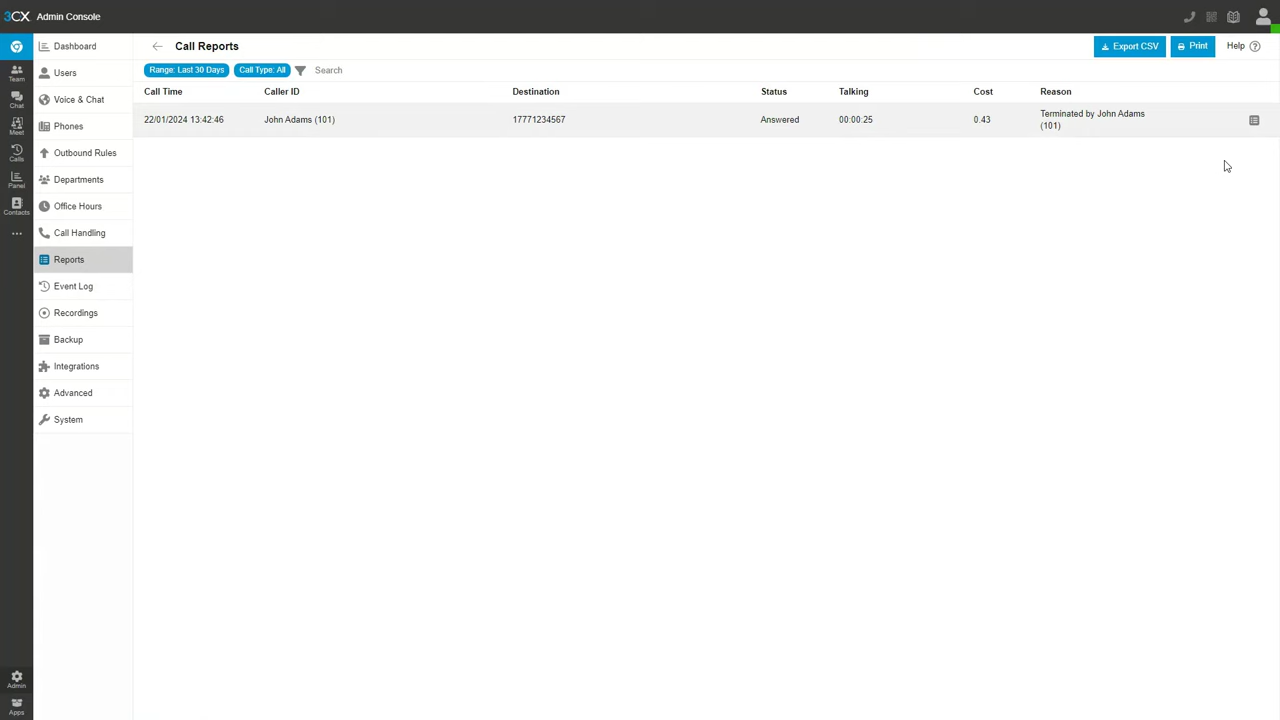 3CX Admin Console
Team
Chat
Meet
Calls
Panel
Contacts
...
Admin
Apps
Dashboard
Users
Voice & Chat
Phones
Outbound Rules
Departments
Office Hours
Call Handling
Reports
Event Log
Recordings
Backup
Integrations
Advanced
System
Call Reports
Export CSV
Print
Help ?
Range: Last 30 Days
Call Type: All
Search
Call Time Caller ID Destination Status Talking Cost Reason
22/01/2024 13:42:46 John Adams (101) 17771234567 Answered 00:00:25 0.43 Terminated by John Adams
(101)